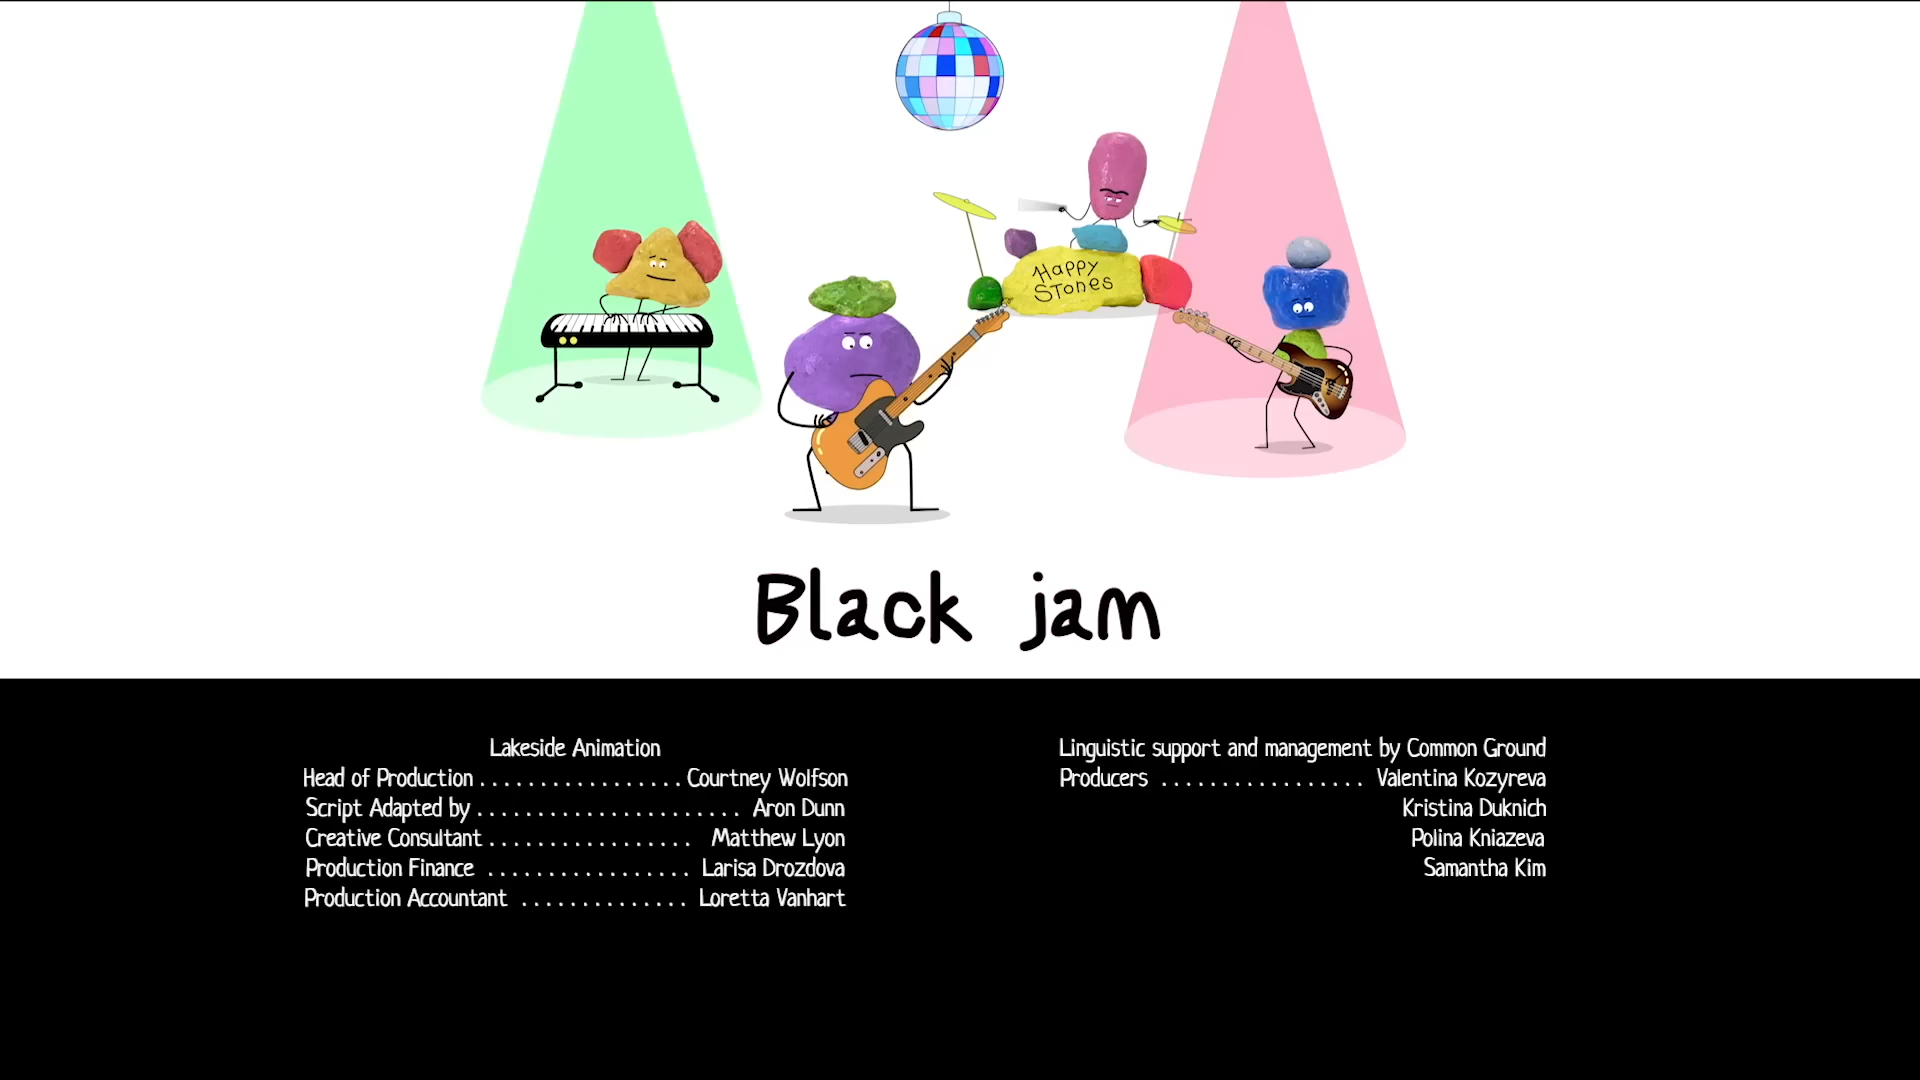 Happy
Stones
Black jam
Lakeside Animation
Head of Production . . . . . . . . . . . . . . . . . Courtney Wolfson
Script Adapted by . . . . . . . . . . . . . . . . . . . . . . Aron Dunn
Creative Consultant . . . . . . . . . . . . . . . . . Matthew Lyon
Production Finance . . . . . . . . . . . . . . . . . Larisa Drozdova
Production Accountant . . . . . . . . . . . . . . Loretta Vanhart
Linguistic support and management by Common Ground
Producers . . . . . . . . . . . . . . . . . Valentina Kozyreva
Kristina Duknich
Polina Kniazeva
Samantha Kim